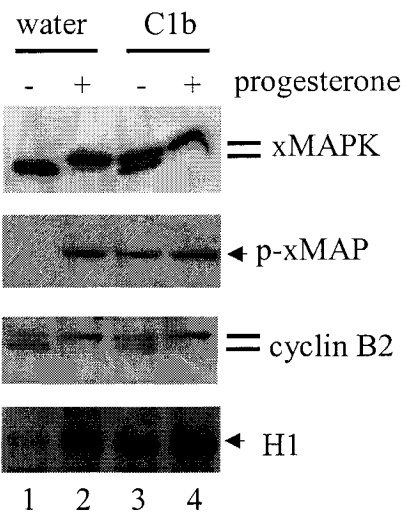 water C1b
- + - + progesterone
xMAPK
p-xMAP
cyclin B2
H1
1 2 3 4